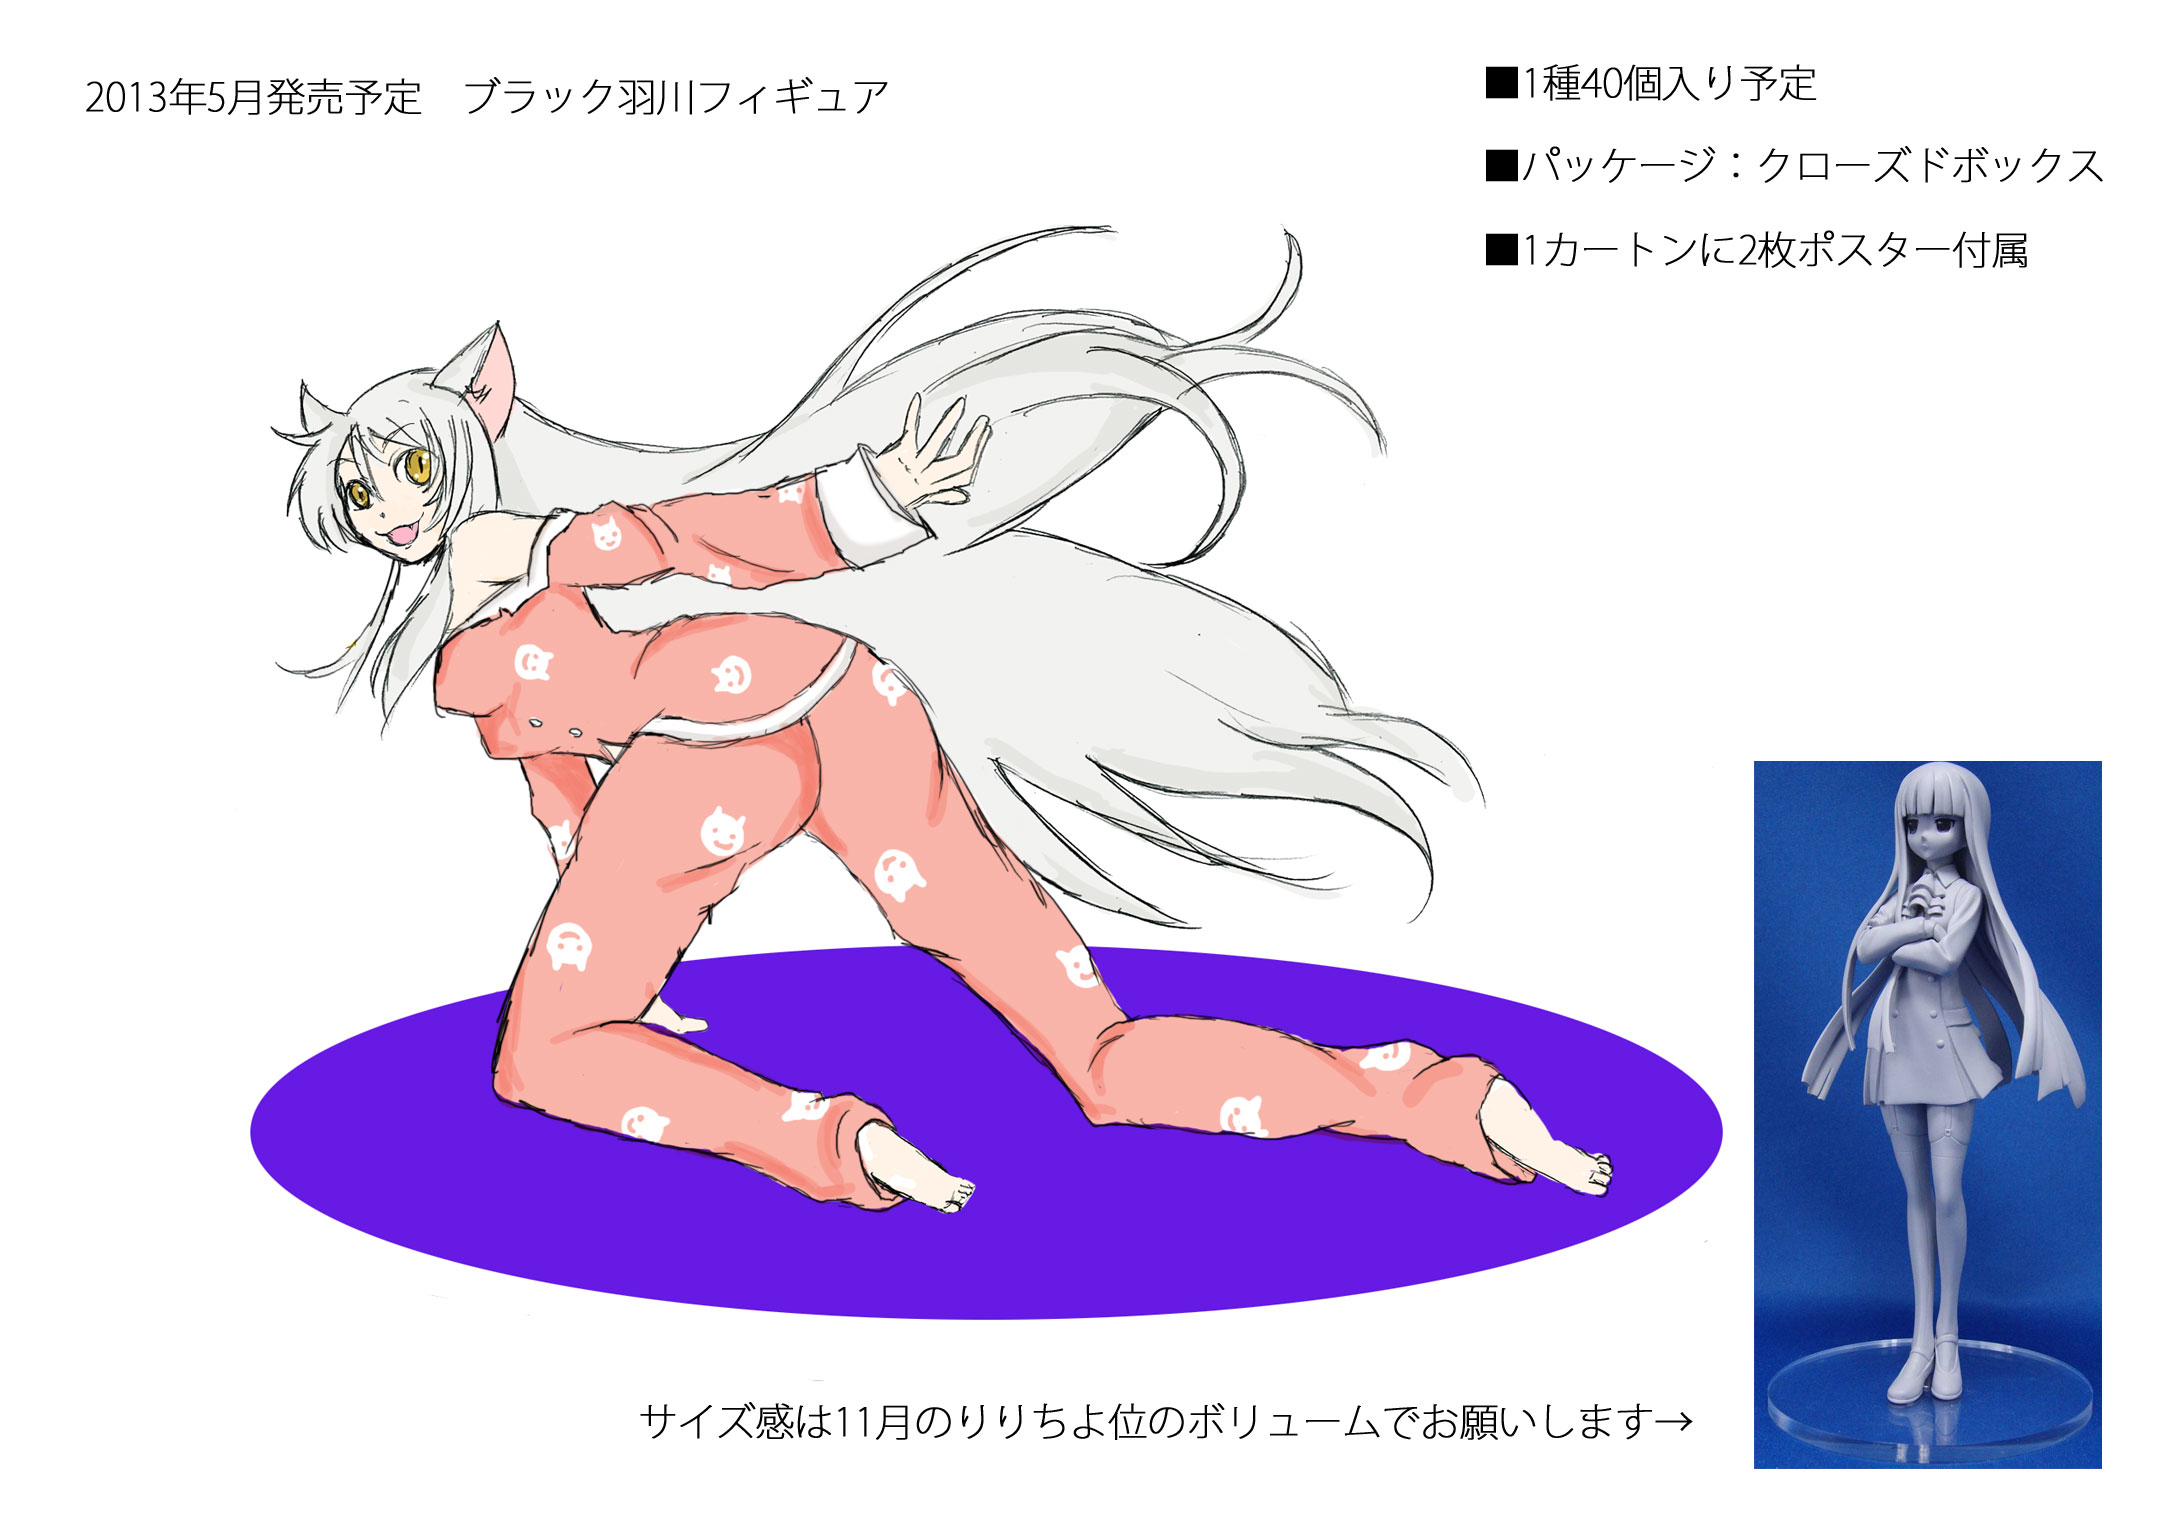 2013年5月発売予定　ブラック羽川フィギュア
■1種40個入り予定
■パッケージ：クローズドボックス
■1カートンに2枚ポスター付属
サイズ感は11月のりりちよ位のボリュームでお願いします→